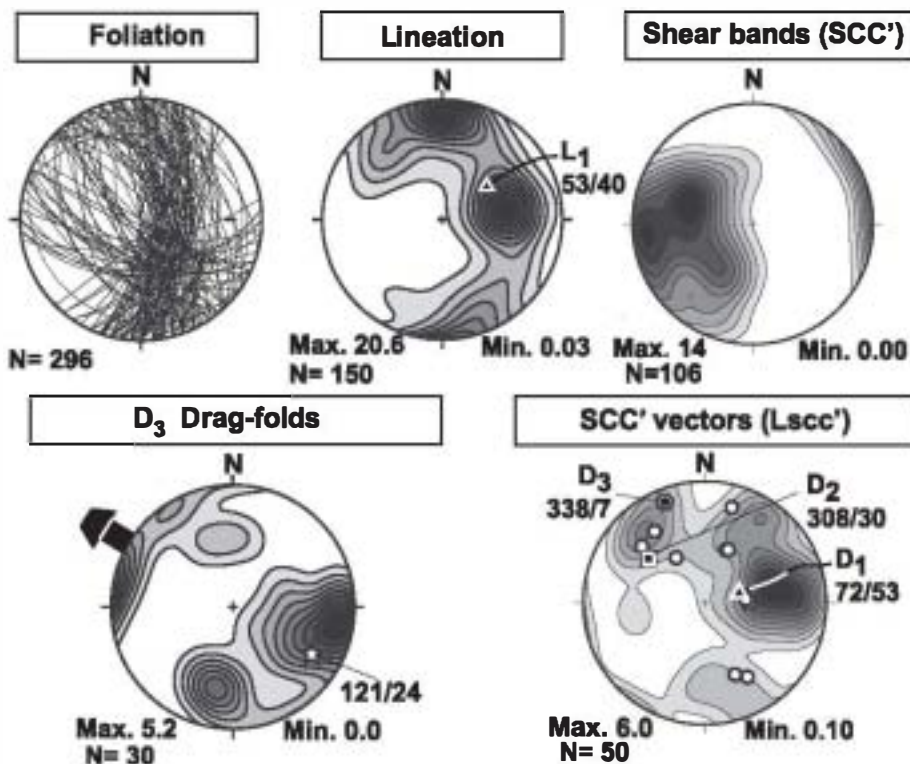 Foliation
N
N= 296
Lineation
N
L1
53/40
Max. 20.6
Min. 0.03
N= 150
Shear bands (SCC')
N
Max. 14
Min. 0.00
N=106
D3 Drag-folds
N
121/24
Max. 5.2
Min. 0.0
N= 30
SCC' vectors (Lscc')
N
D3
338/7
D2
308/30
D1
72/53
Max. 6.0
Min. 0.10
N= 50